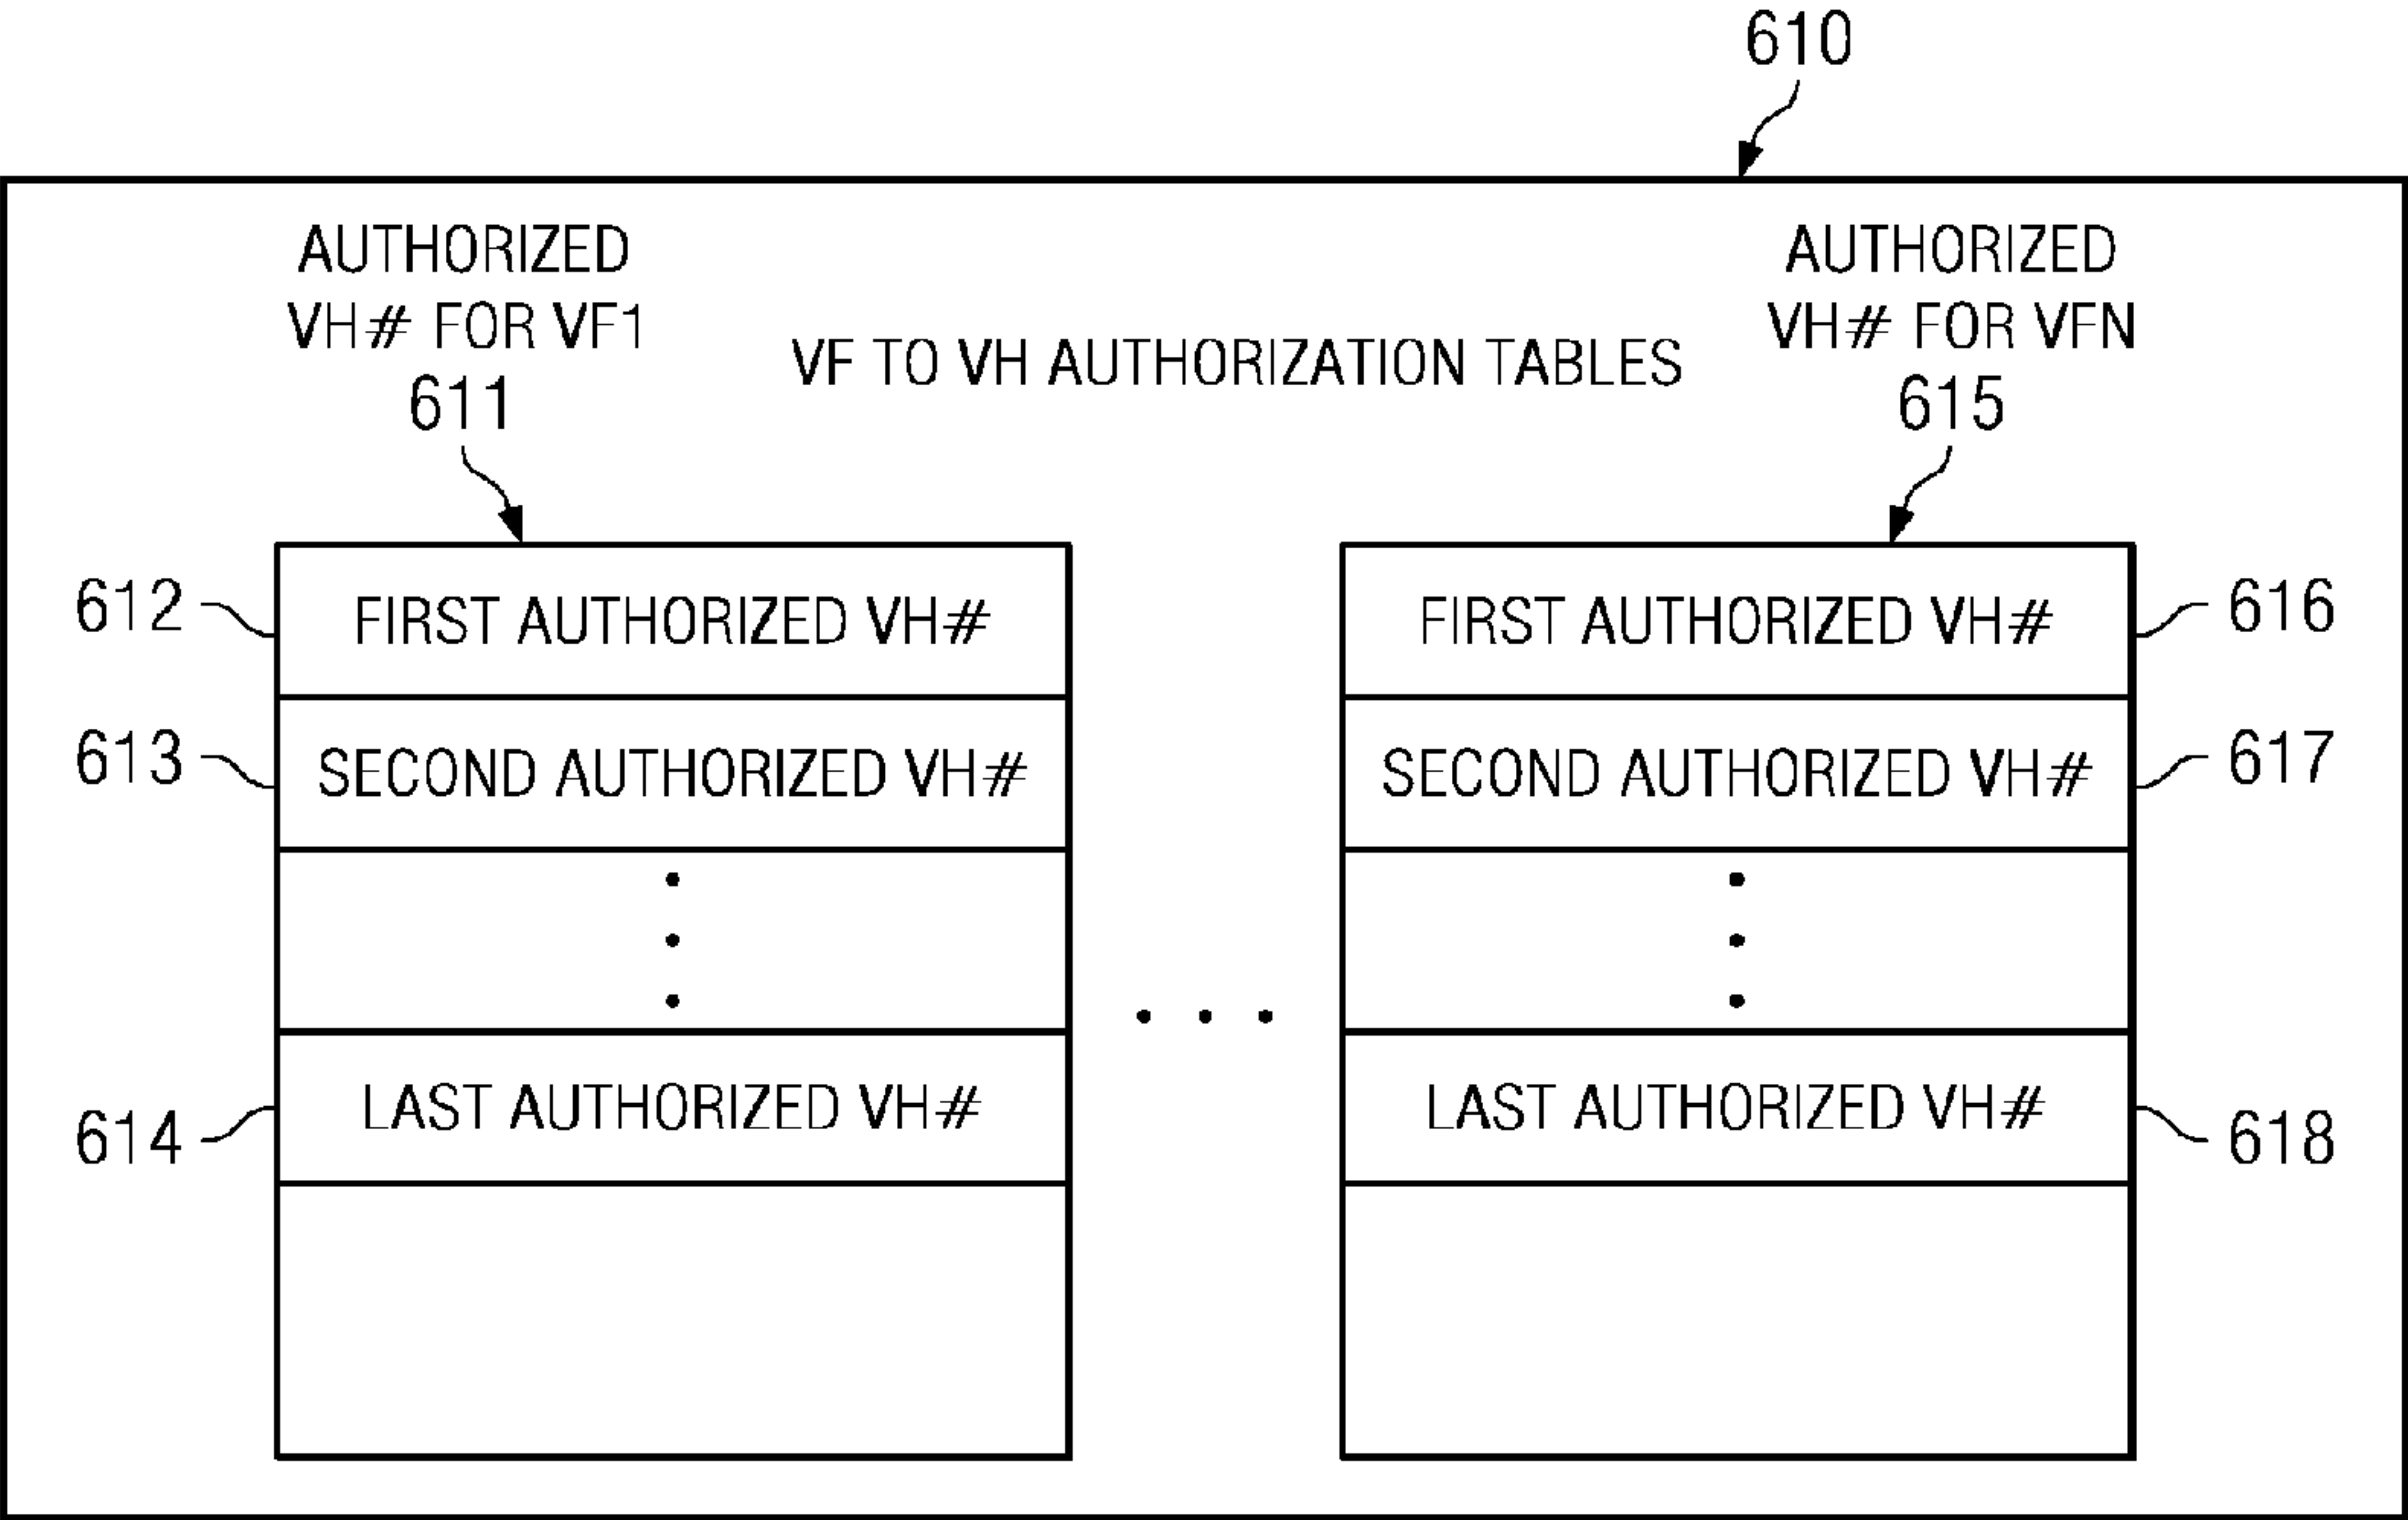 610
AUTHORIZED
VH# FOR VF1
611
VF TO VH AUTHORIZATION TABLES
AUTHORIZED
VH# FOR VFN
615
612
FIRST AUTHORIZED VH#
613
SECOND AUTHORIZED VH#
614
LAST AUTHORIZED VH#
. . .
FIRST AUTHORIZED VH#
616
SECOND AUTHORIZED VH#
617
LAST AUTHORIZED VH#
618